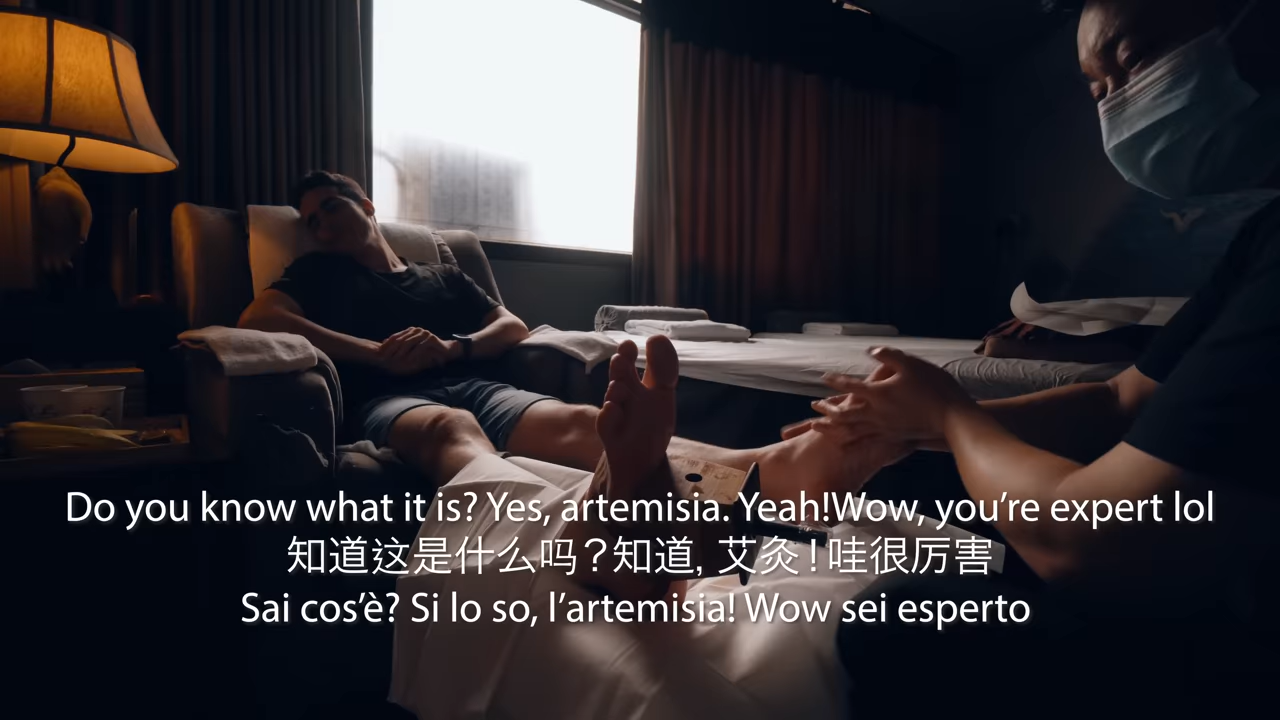 Do you know what it is? Yes, artemisia. Yeah!Wow, you're expert lol
知道这是什么吗？知道, 艾灸！哇很厉害
Sai cos'è? Si lo so, l'artemisia! Wow sei esperto